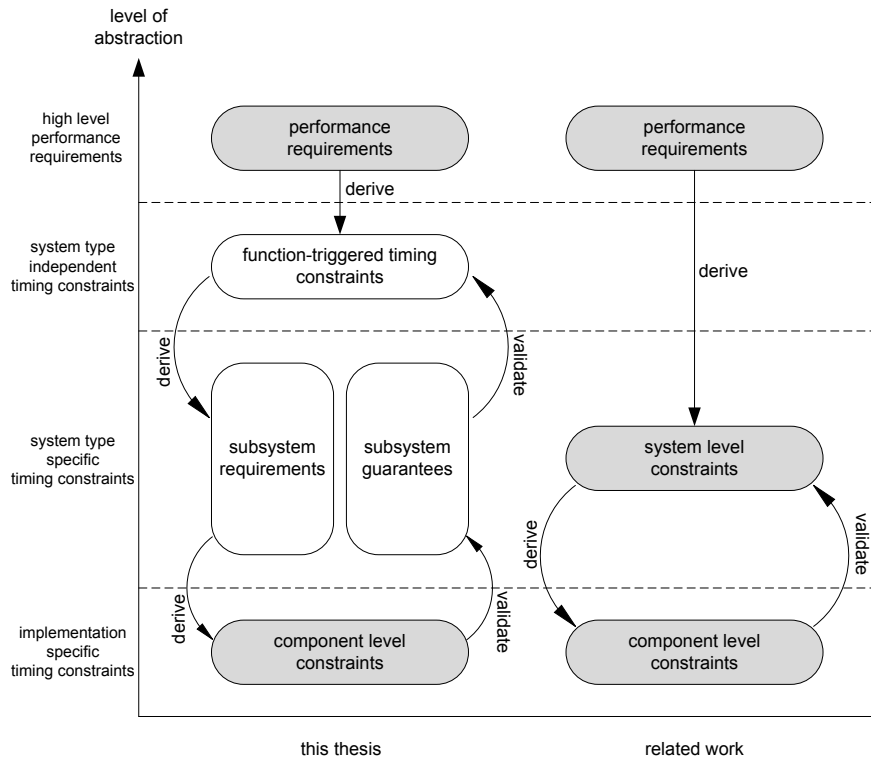 level of
abstraction
high level
performance
requirements
performance
requirements
performance
requirements
derive
system type
independent
timing constraints
function-triggered timing
constraints
derive
derive
validate
system type
specific
timing constraints
subsystem
requirements
subsystem
guarantees
system level
constraints
derive
validate
derive
validate
implementation
specific
timing constraints
component level
constraints
component level
constraints
this thesis
related work